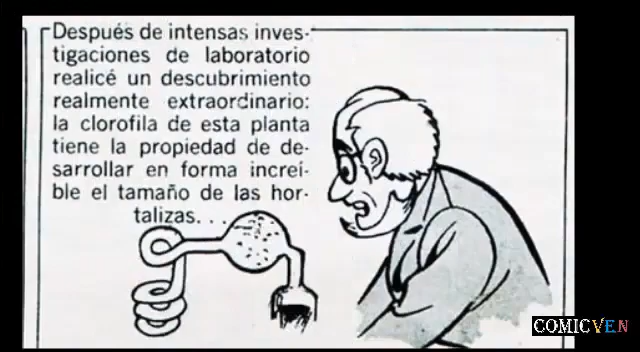 Después de intensas inves-
tigaciones de laboratorio
realicé un descubrimiento
realmente extraordinario:
la clorofila de esta planta
tiene la propiedad de de-
sarrollar en forma increí-
ble el tamaño de las hor-
talizas. . .
COMICVEN